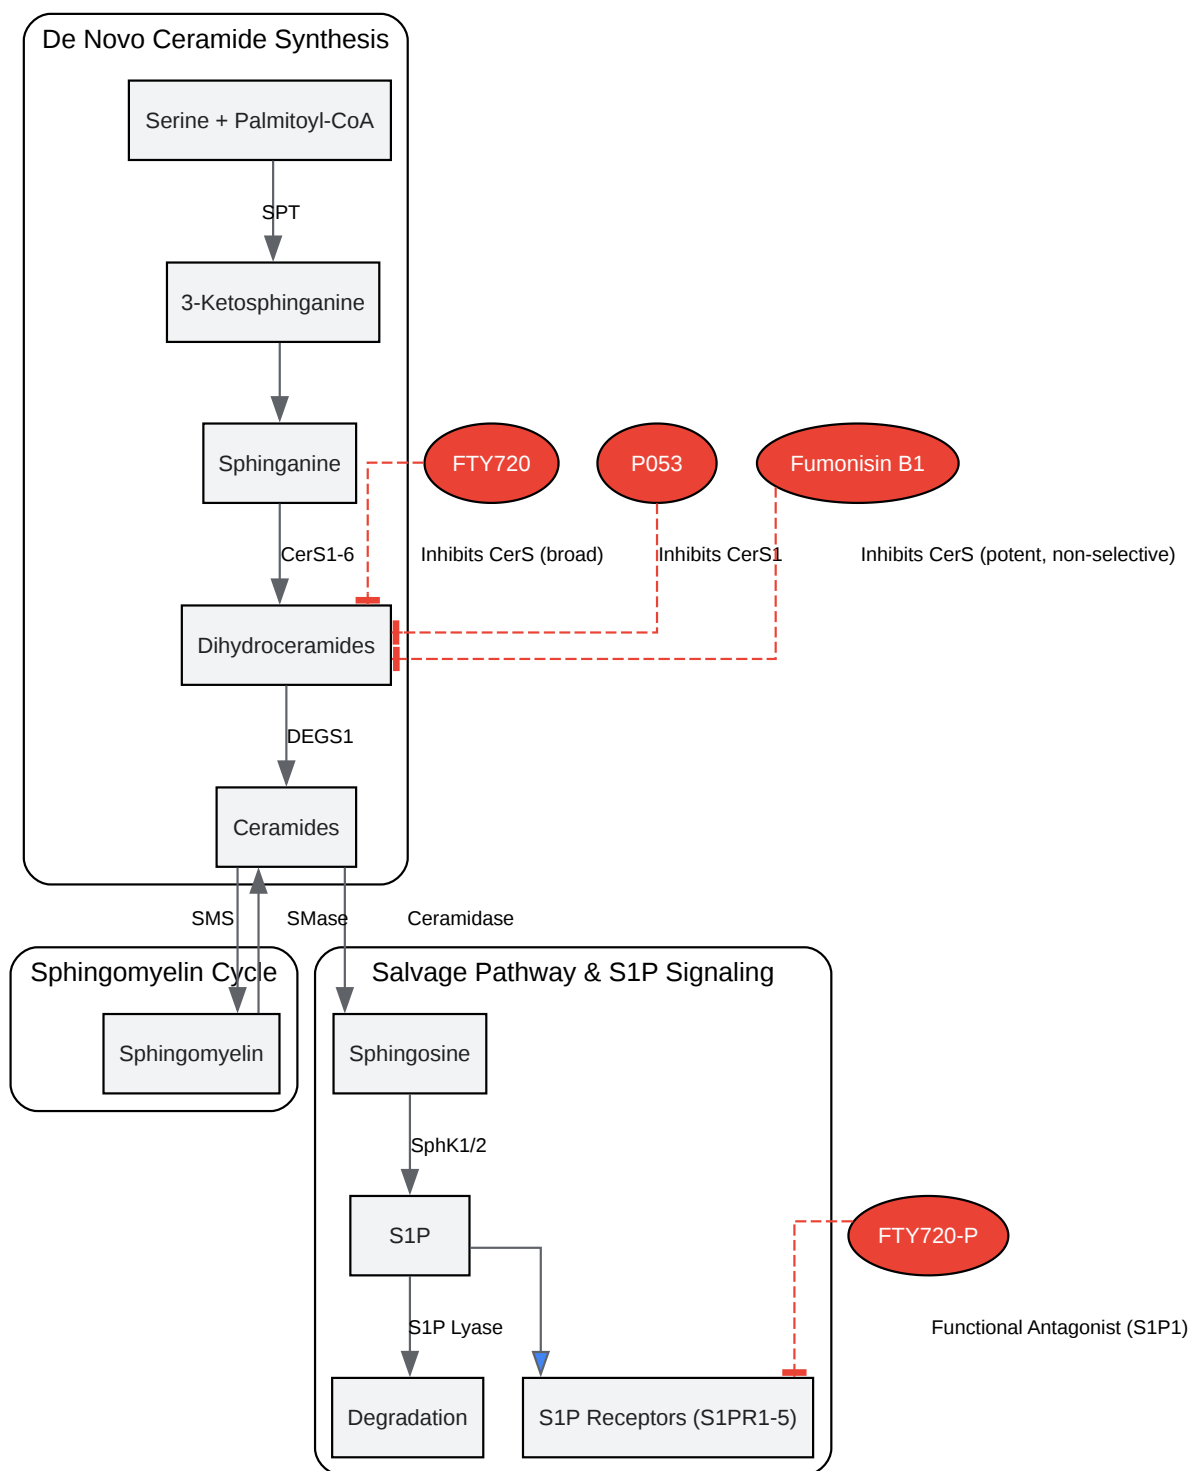 De Novo Ceramide Synthesis
Serine + Palmitoyl-CoA
SPT
3-Ketosphinganine
Sphinganine
FTY720
P053
Fumonisin B1
CerS1-6
Inhibits CerS (broad)
Inhibits CerS1
Inhibits CerS (potent, non-selective)
Dihydroceramides
DEGS1
Ceramides
SMS
SMase
Ceramidase
Sphingomyelin Cycle
Salvage Pathway & S1P Signaling
Sphingomyelin
Sphingosine
SphK1/2
S1P
FTY720-P
S1P Lyase
Functional Antagonist (S1P1)
Degradation
S1P Receptors (S1PR1-5)